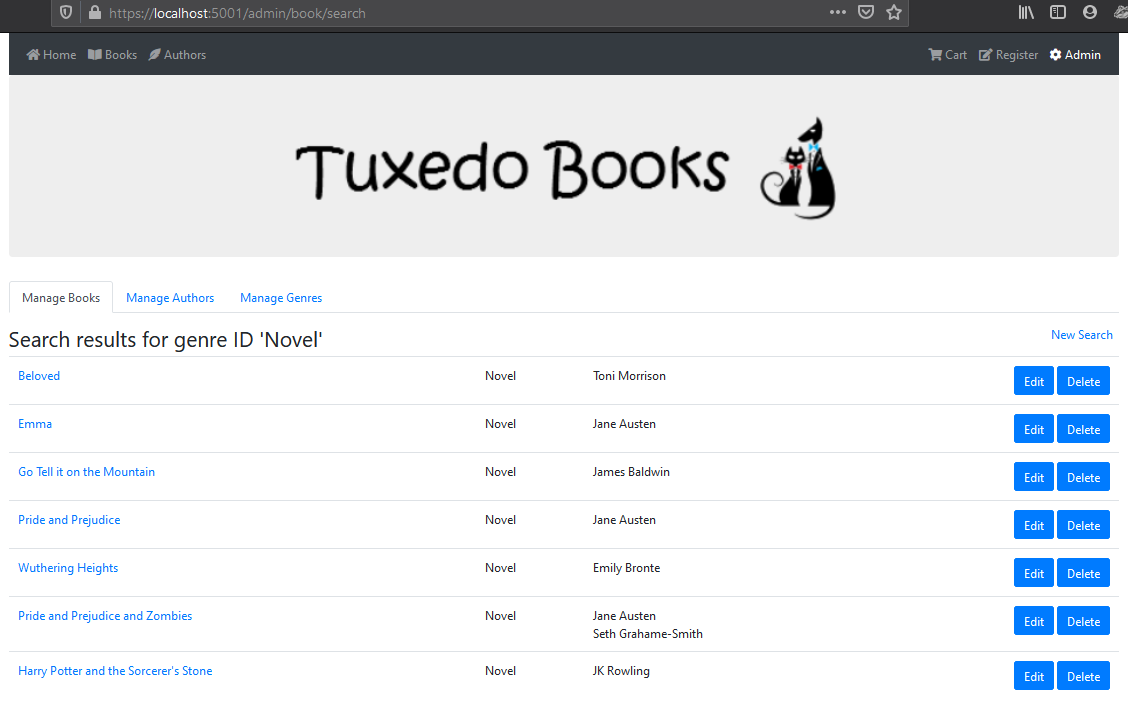 https://localhost:5001/admin/book/search
Home Books Authors Cart Register Admin
Tuxedo Books
Manage Books Manage Authors Manage Genres
Search results for genre ID 'Novel' New Search
Beloved Novel Toni Morrison Edit Delete
Emma Novel Jane Austen Edit Delete
Go Tell it on the Mountain Novel James Baldwin Edit Delete
Pride and Prejudice Novel Jane Austen Edit Delete
Wuthering Heights Novel Emily Bronte Edit Delete
Pride and Prejudice and Zombies Novel Jane Austen Edit Delete
Seth Grahame-Smith
Harry Potter and the Sorcerer's Stone Novel JK Rowling Edit Delete